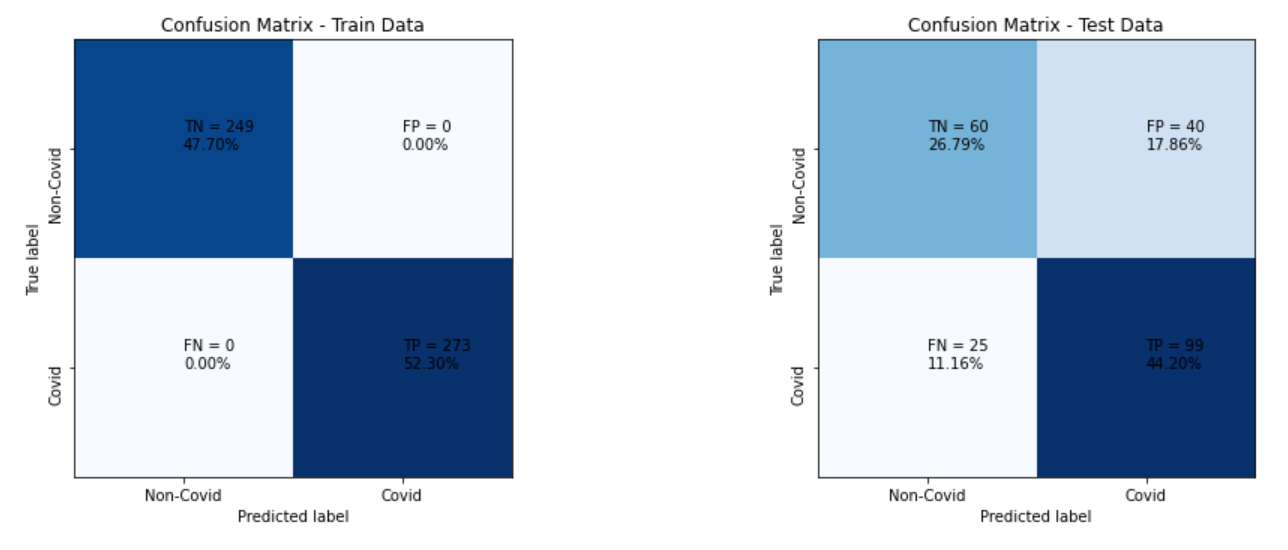 Confusion Matrix - Train Data
True label
Non-Covid
Covid
TN = 249
47.70%
FP = 0
0.00%
FN = 0
0.00%
TP = 273
52.30%
Non-Covid
Covid
Predicted label
Confusion Matrix - Test Data
True label
Non-Covid
Covid
TN = 60
26.79%
FP = 40
17.86%
FN = 25
11.16%
TP = 99
44.20%
Non-Covid
Covid
Predicted label